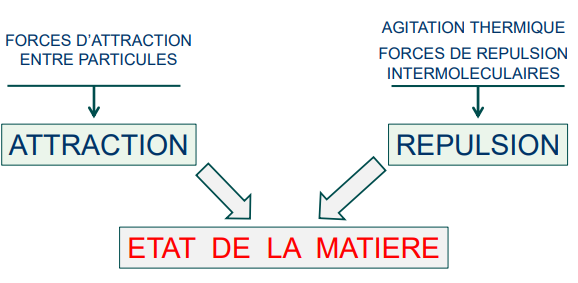 FORCES D'ATTRACTION
ENTRE PARTICULES
AGITATION THERMIQUE
FORCES DE REPULSION
INTERMOLECULAIRES
ATTRACTION
REPULSION
ETAT DE LA MATIERE